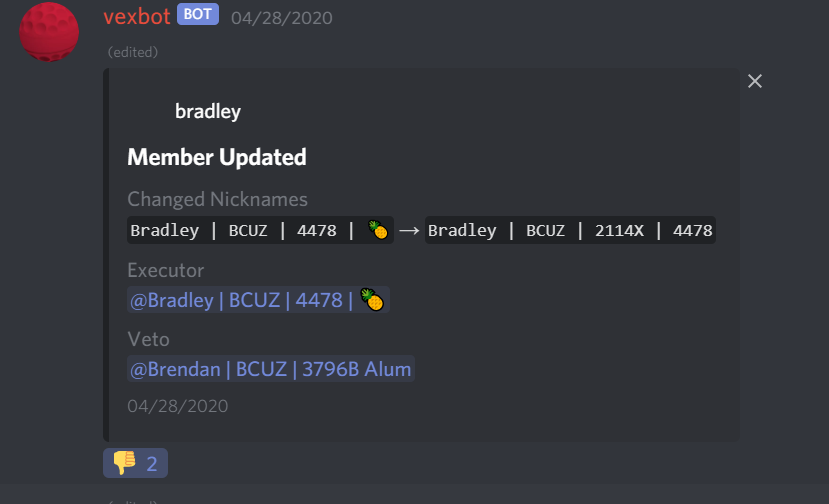 vexbot BOT 04/28/2020
(edited)
bradley
Member Updated
Changed Nicknames
Bradley | BCUZ | 4478 | 🍍 → Bradley | BCUZ | 2114X | 4478
Executor
@Bradley | BCUZ | 4478 | 🍍
Veto
@Brendan | BCUZ | 3796B Alum
04/28/2020
👎 2